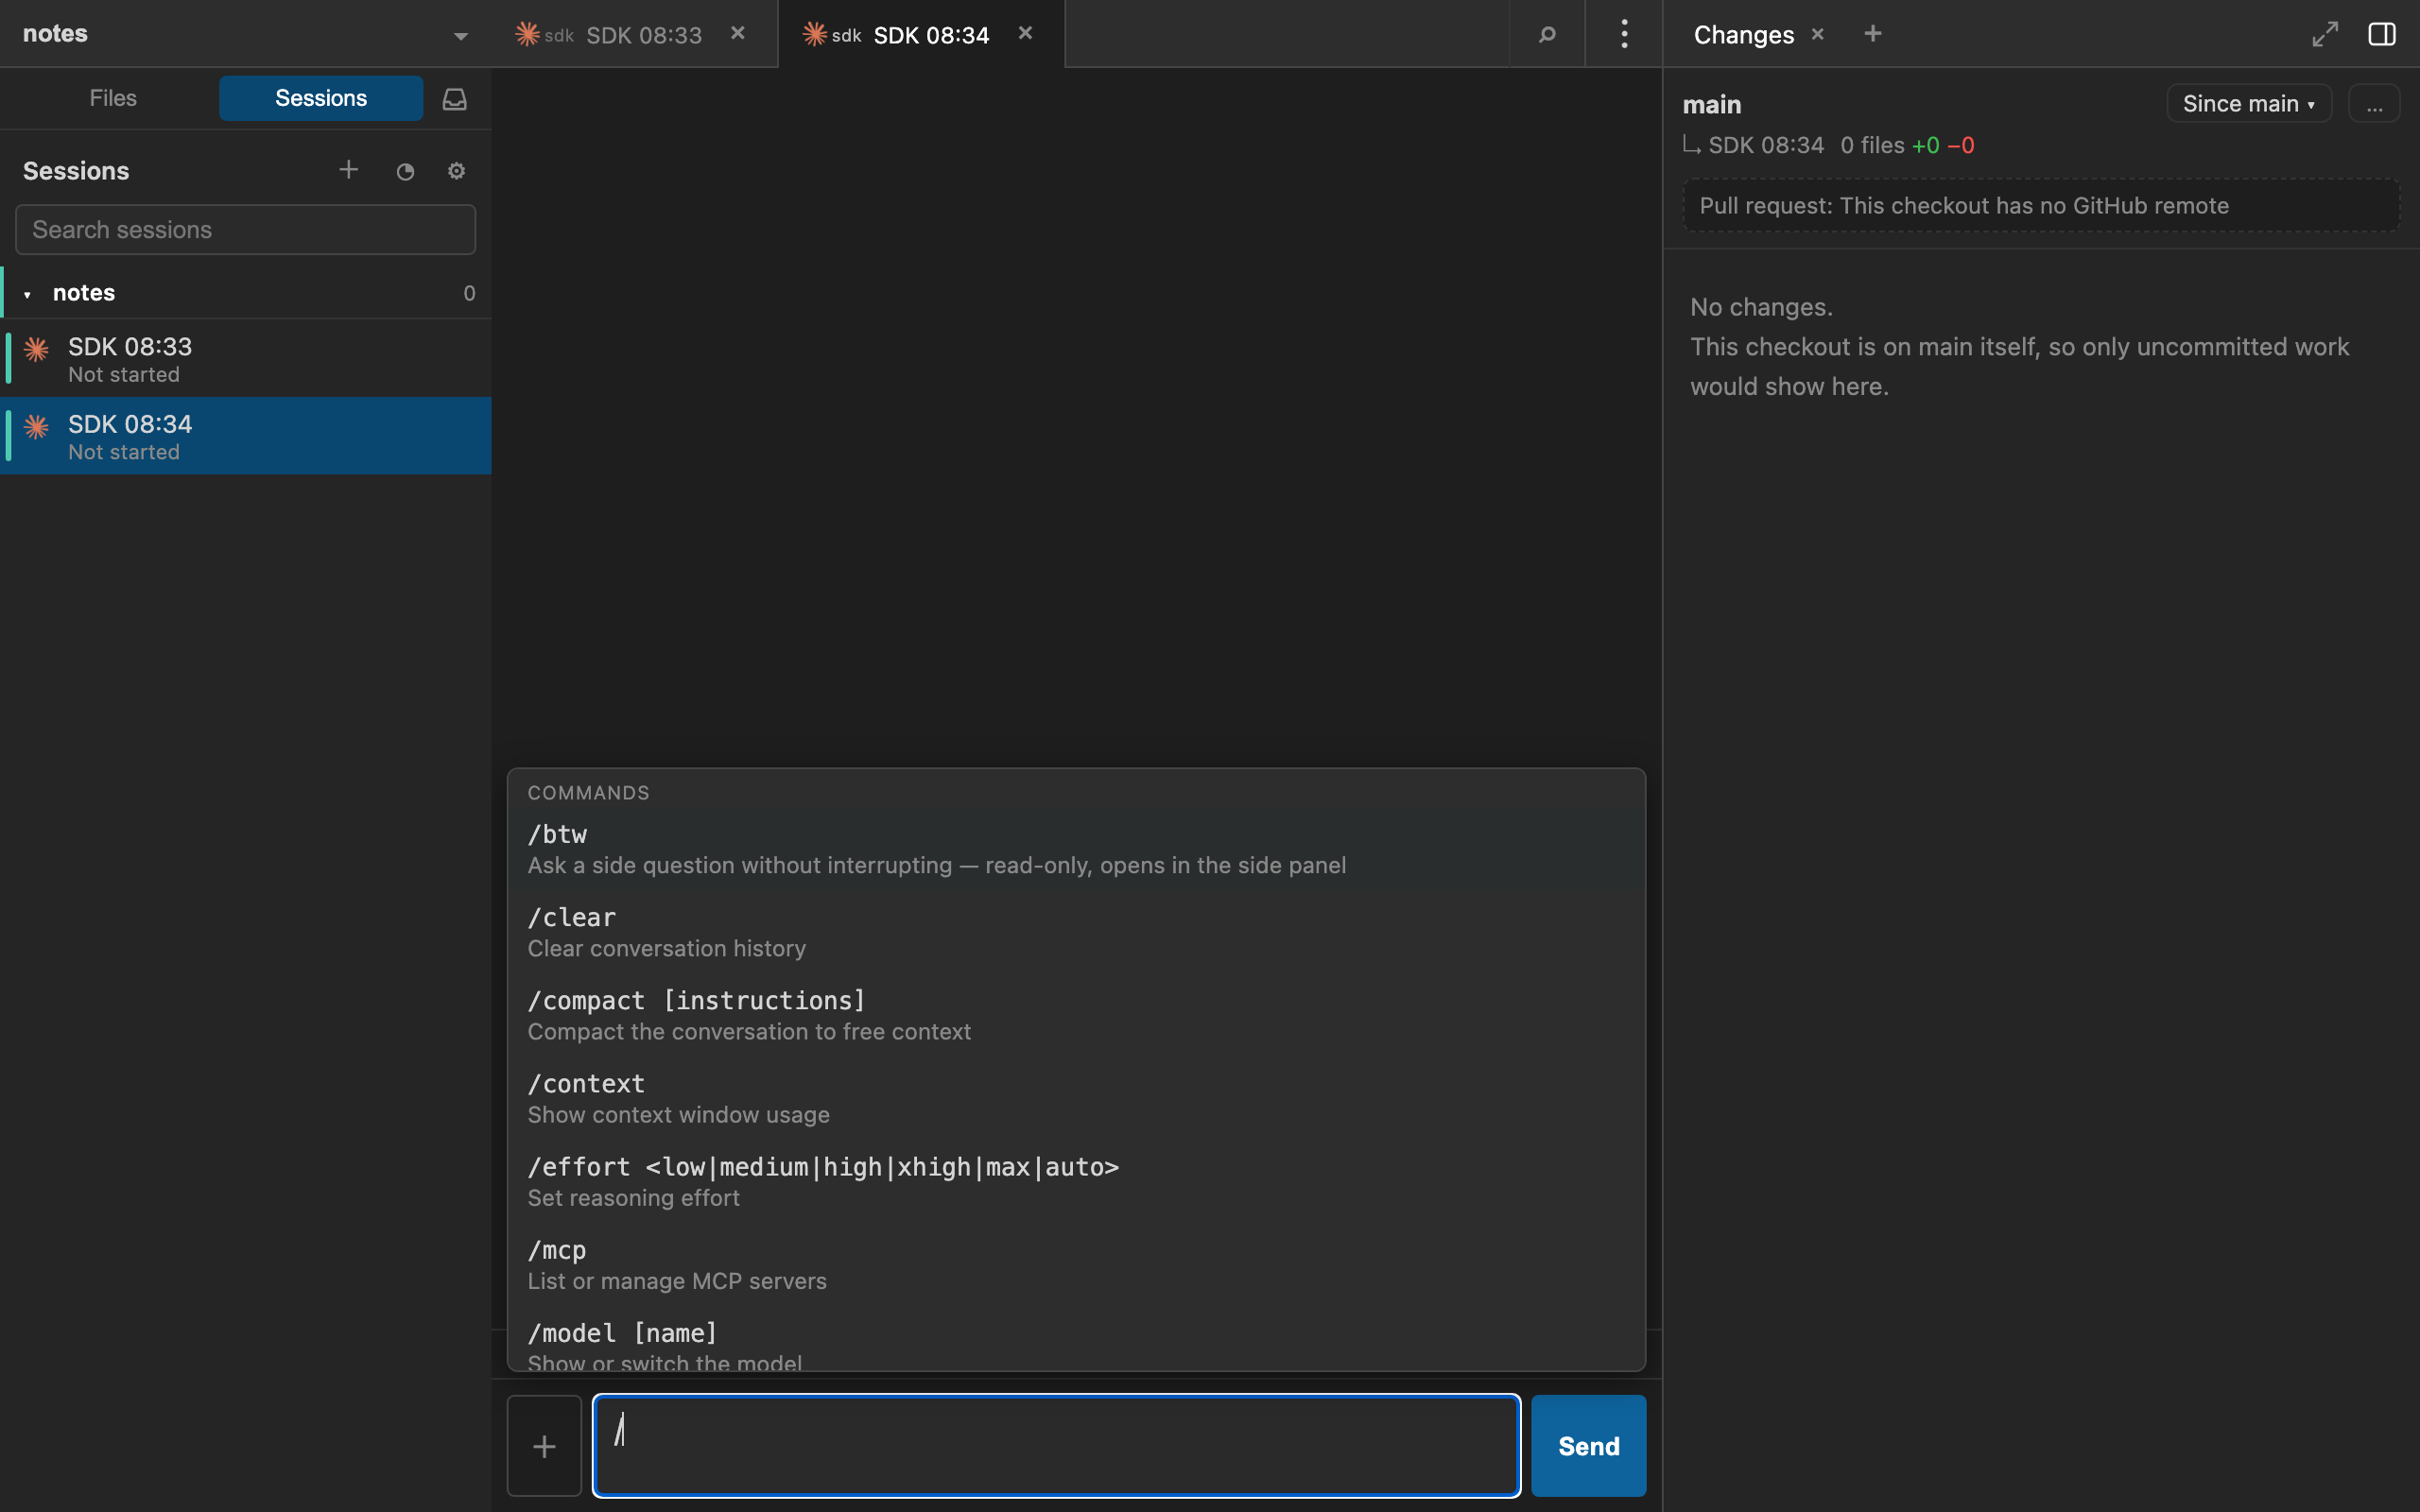 notes
sdk SDK 08:33
sdk SDK 08:34
Changes
Files
Sessions
main
Since main
...
SDK 08:34 0 files +0 −0
Sessions
Pull request: This checkout has no GitHub remote
Search sessions
notes 0
No changes.
This checkout is on main itself, so only uncommitted work
would show here.
SDK 08:33
Not started
SDK 08:34
Not started
COMMANDS
/btw
Ask a side question without interrupting — read-only, opens in the side panel
/clear
Clear conversation history
/compact [instructions]
Compact the conversation to free context
/context
Show context window usage
/effort <low|medium|high|xhigh|max|auto>
Set reasoning effort
/mcp
List or manage MCP servers
/model [name]
Show or switch the model
/
Send